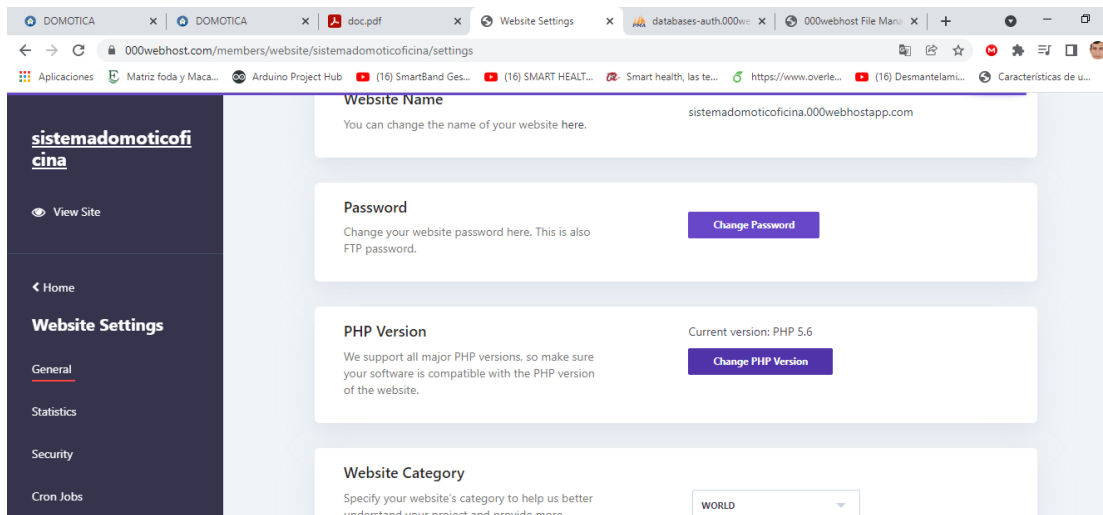 DOMOTICA
DOMOTICA
doc.pdf
Website Settings
databases-auth.000we
000webhost File Mana
000webhost.com/members/website/sistemadomoticoficina/settings
Aplicaciones
Matriz foda y Maca...
Arduino Project Hub
(16) SmartBand Ges...
(16) SMART HEALT...
Smart health, las te...
https://www.overle...
(16) Desmantelami...
Características de u...
sistemadomoticofi
cina
View Site
Home
Website Settings
General
Statistics
Security
Cron Jobs
Website Name
You can change the name of your website here.
sistemadomoticoficina.000webhostapp.com
Password
Change your website password here. This is also
FTP password.
Change Password
PHP Version
We support all major PHP versions, so make sure
your software is compatible with the PHP version
of the website.
Current version: PHP 5.6
Change PHP Version
Website Category
Specify your website's category to help us better
understand your project and provide more
WORLD